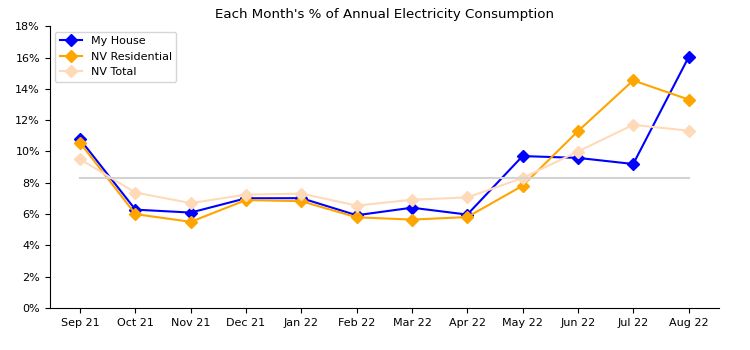 Each Month's % of Annual Electricity Consumption
18%
16%
14%
12%
10%
8%
6%
4%
2%
0%
My House
NV Residential
NV Total
Sep 21 Oct 21 Nov 21 Dec 21 Jan 22 Feb 22 Mar 22 Apr 22 May 22 Jun 22 Jul 22 Aug 22